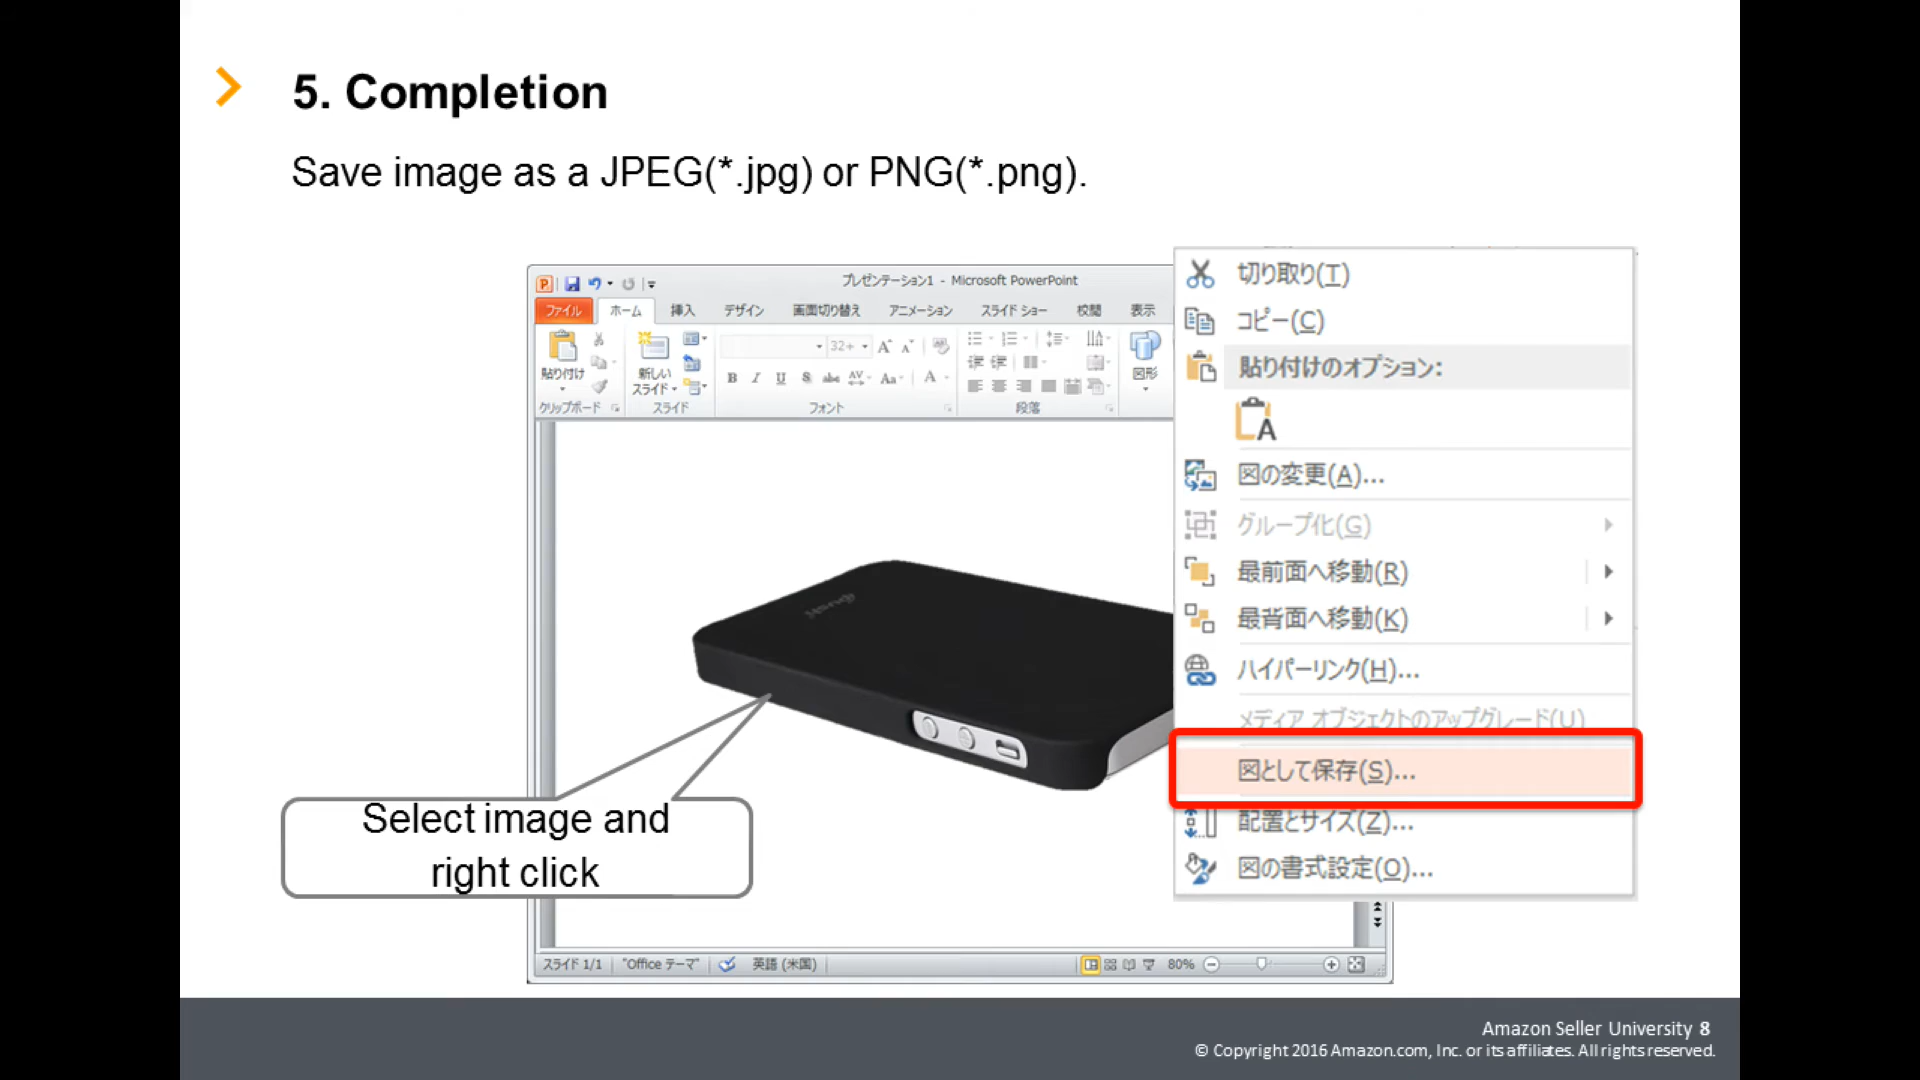 5. Completion
Save image as a JPEG(*.jpg) or PNG(*.png).
プレゼンテーション1 - Microsoft PowerPoint
ファイル ホーム 挿入 デザイン 画面切り替え アニメーション スライド ショー 校閲 表示
32+
貼り付け
新しい
スライド
図形
クリップボード スライド フォント 段落
切り取り(T)
コピー(C)
貼り付けのオプション:
図の変更(A)...
グループ化(G)
最前面へ移動(R)
最背面へ移動(K)
ハイパーリンク(H)...
メディア オブジェクトのアップグレード(U)
図として保存(S)...
配置とサイズ(Z)...
図の書式設定(O)...
Select image and
right click
スライド 1/1 "Office テーマ" 英語 (米国) 80%
Amazon Seller University 8
© Copyright 2016 Amazon.com, Inc. or its affiliates. All rights reserved.